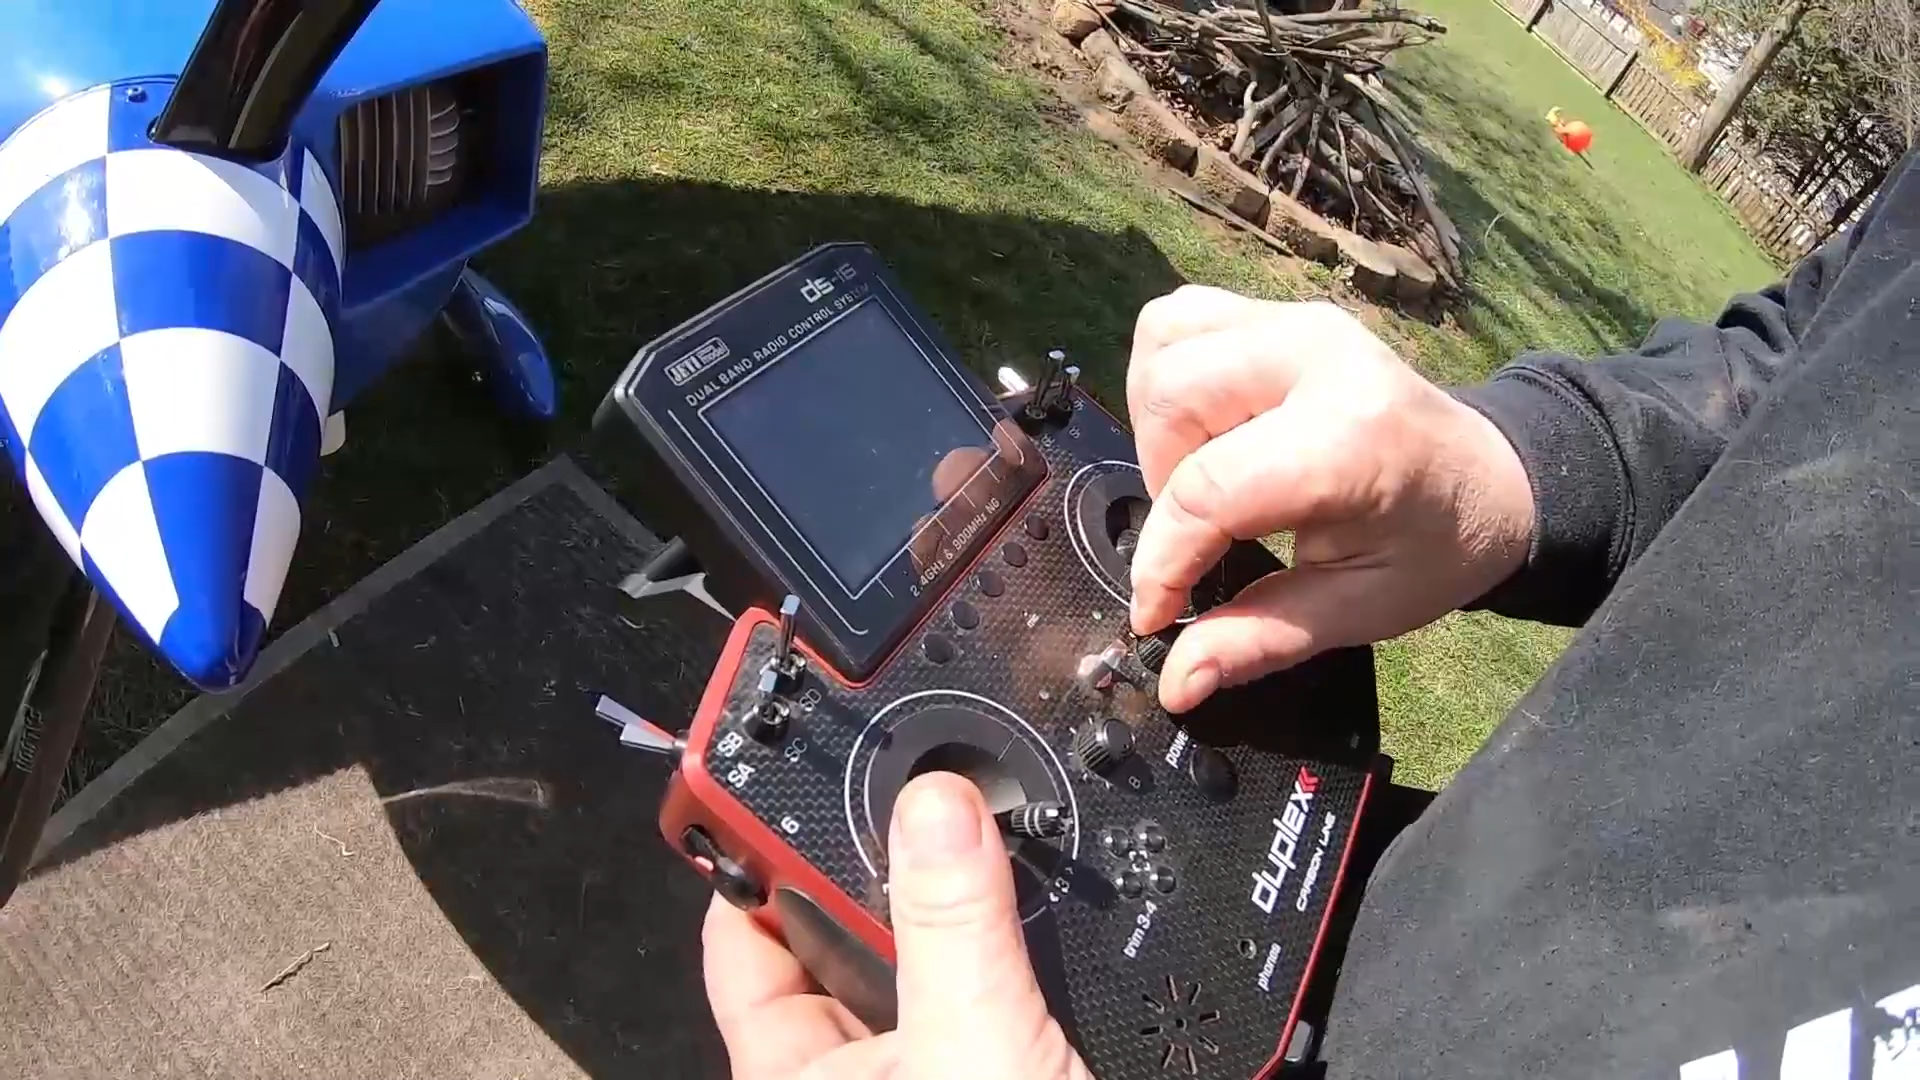 ds-16
JETI model
DUAL BAND RADIO CONTROL SYSTEM
2.4GHz & 900MHz NG
SD
SC
SB
SA
6
5
8
power
duplex
CARBON LINE
trim 3-4
phones